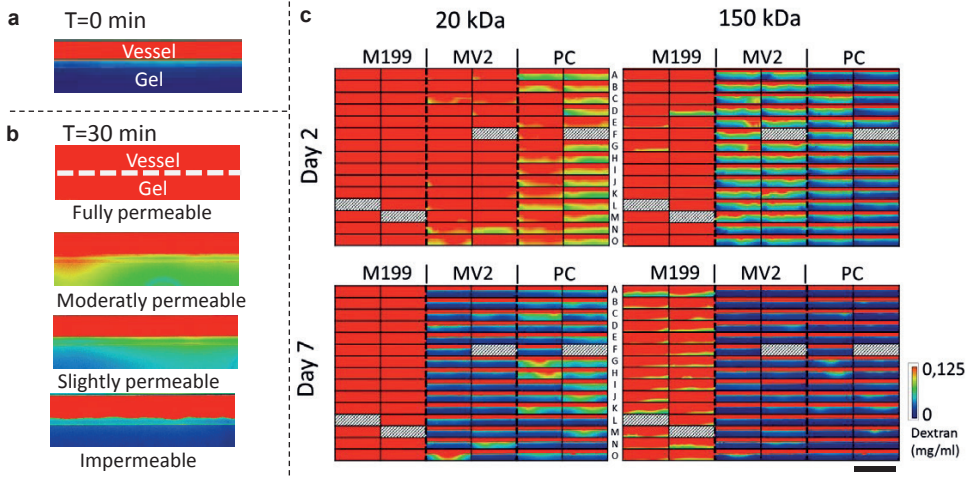 a
T=0 min
Vessel
Gel
b
T=30 min
Vessel
Gel
Fully permeable
Moderatly permeable
Slightly permeable
Impermeable
c
20 kDa
150 kDa
M199 | MV2 | PC
M199 | MV2 | PC
Day 2
A
B
C
D
E
F
G
H
I
J
K
L
M
N
O
M199 | MV2 | PC
M199 | MV2 | PC
Day 7
A
B
C
D
E
F
G
H
I
J
K
L
M
N
O
0,125
0
Dextran
(mg/ml)